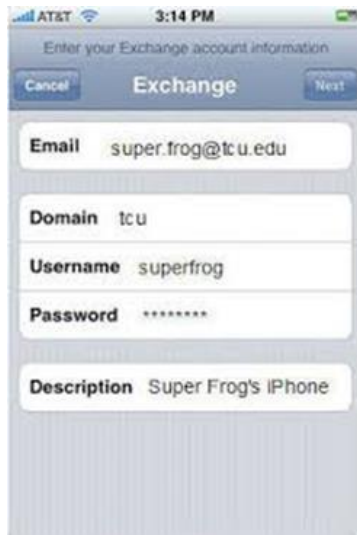 AT&T 3:14 PM
Enter your Exchange account information
Cancel Exchange Next
Email super.frog@tcu.edu
Domain tcu
Username superfrog
Password ********
Description Super Frog's iPhone